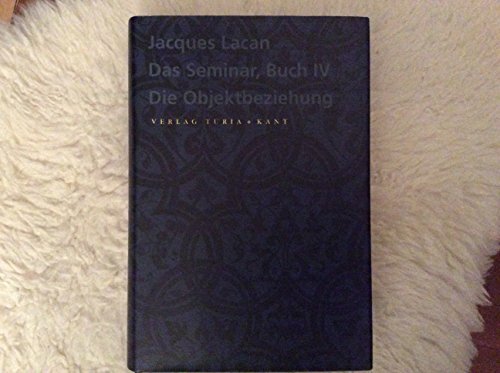 Jacques Lacan
Das Seminar, Buch IV
Die Objektbeziehung
VERLAG TURIA + KANT